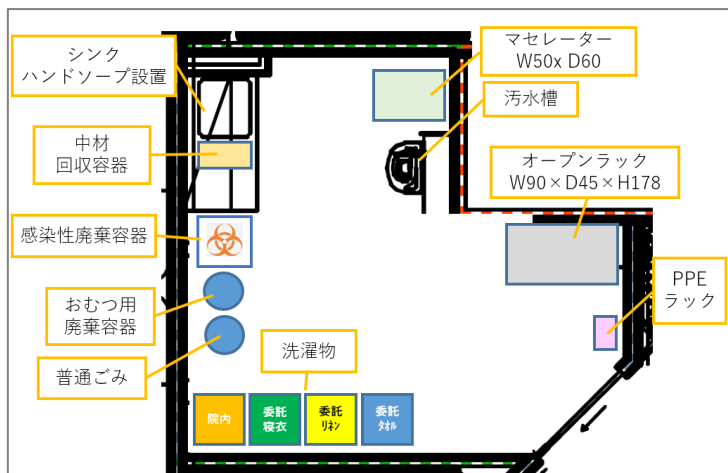 シンク
ハンドソープ設置
マセレーター
W50x D60
汚水槽
中材
回収容器
オープンラック
W90×D45×H178
感染性廃棄容器
おむつ用
廃棄容器
PPE
ラック
普通ごみ
洗濯物
院内
委託
寝衣
委託
ﾘﾈﾝ
委託
ﾀｵﾙ